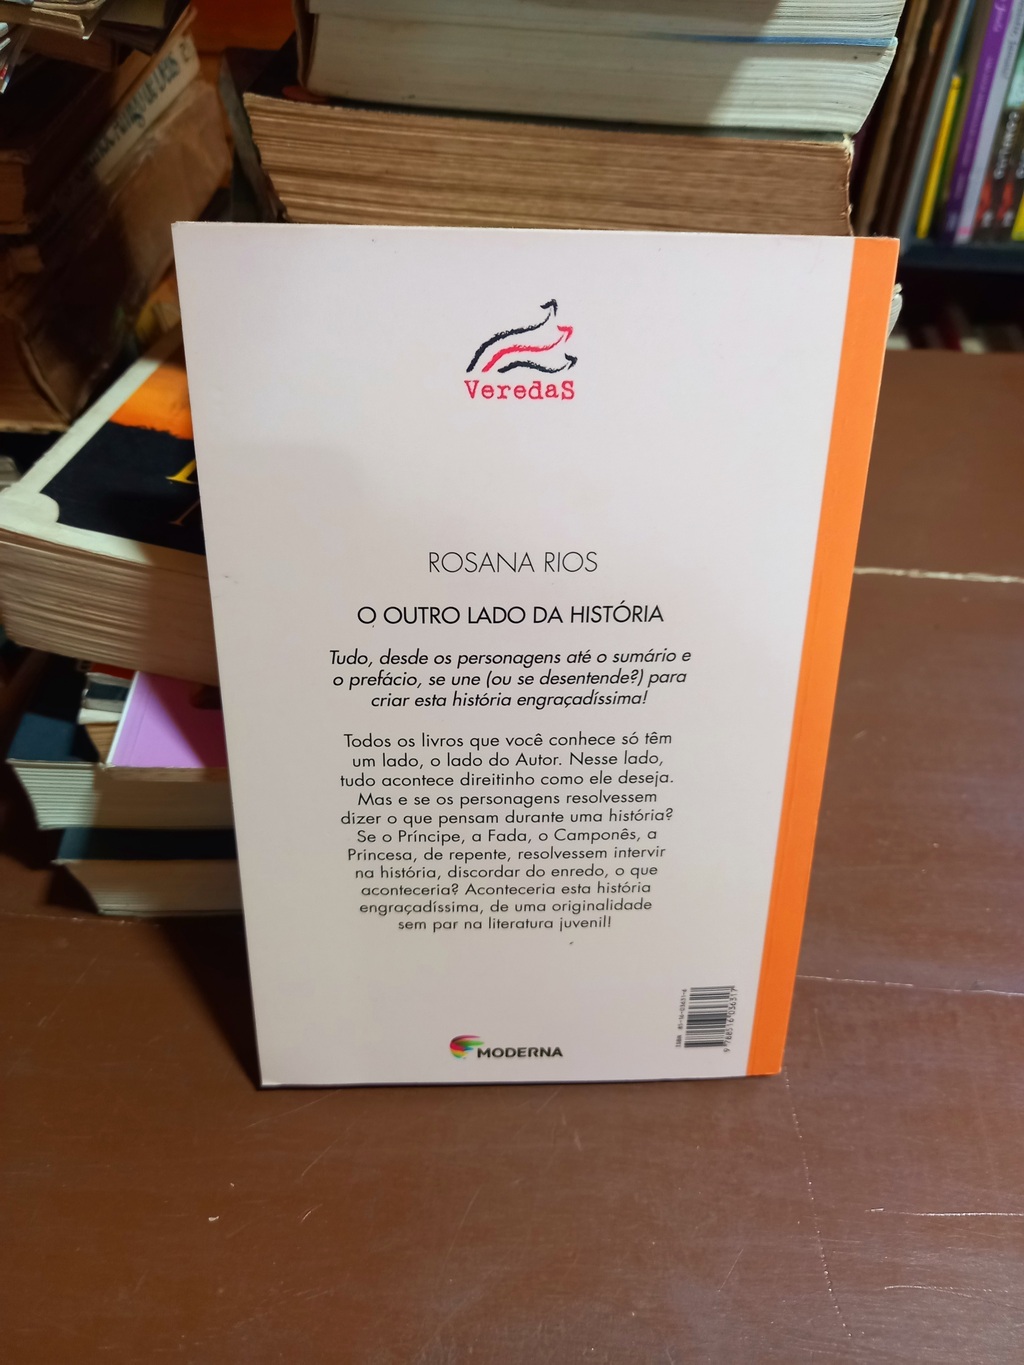 VeredaS
ROSANA RIOS
O OUTRO LADO DA HISTÓRIA
Tudo, desde os personagens até o sumário e
o prefácio, se une (ou se desentende?) para
criar esta história engraçadíssima!
Todos os livros que você conhece só têm
um lado, o lado do Autor. Nesse lado,
tudo acontece direitinho como ele deseja.
Mas e se os personagens resolvessem
dizer o que pensam durante uma história?
Se o Príncipe, a Fada, o Camponês, a
Princesa, de repente, resolvessem intervir
na história, discordar do enredo, o que
aconteceria? Aconteceria esta história
engraçadíssima, de uma originalidade
sem par na literatura juvenil!
MODERNA
9 788516 036317